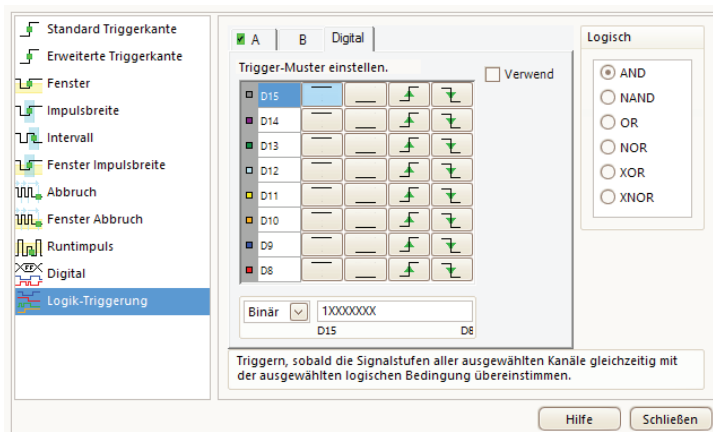 Standard Triggerkante
Erweiterte Triggerkante
Fenster
Impulsbreite
Intervall
Fenster Impulsbreite
Abbruch
Fenster Abbruch
Runtimpuls
Digital
Logik-Triggerung
A
B
Digital
Trigger-Muster einstellen.
Verwend
D15
D14
D13
D12
D11
D10
D9
D8
Binär
1XXXXXXX
D15 D8
Logisch
AND
NAND
OR
NOR
XOR
XNOR
Triggern, sobald die Signalstufen aller ausgewählten Kanäle gleichzeitig mit
der ausgewählten logischen Bedingung übereinstimmen.
Hilfe
Schließen